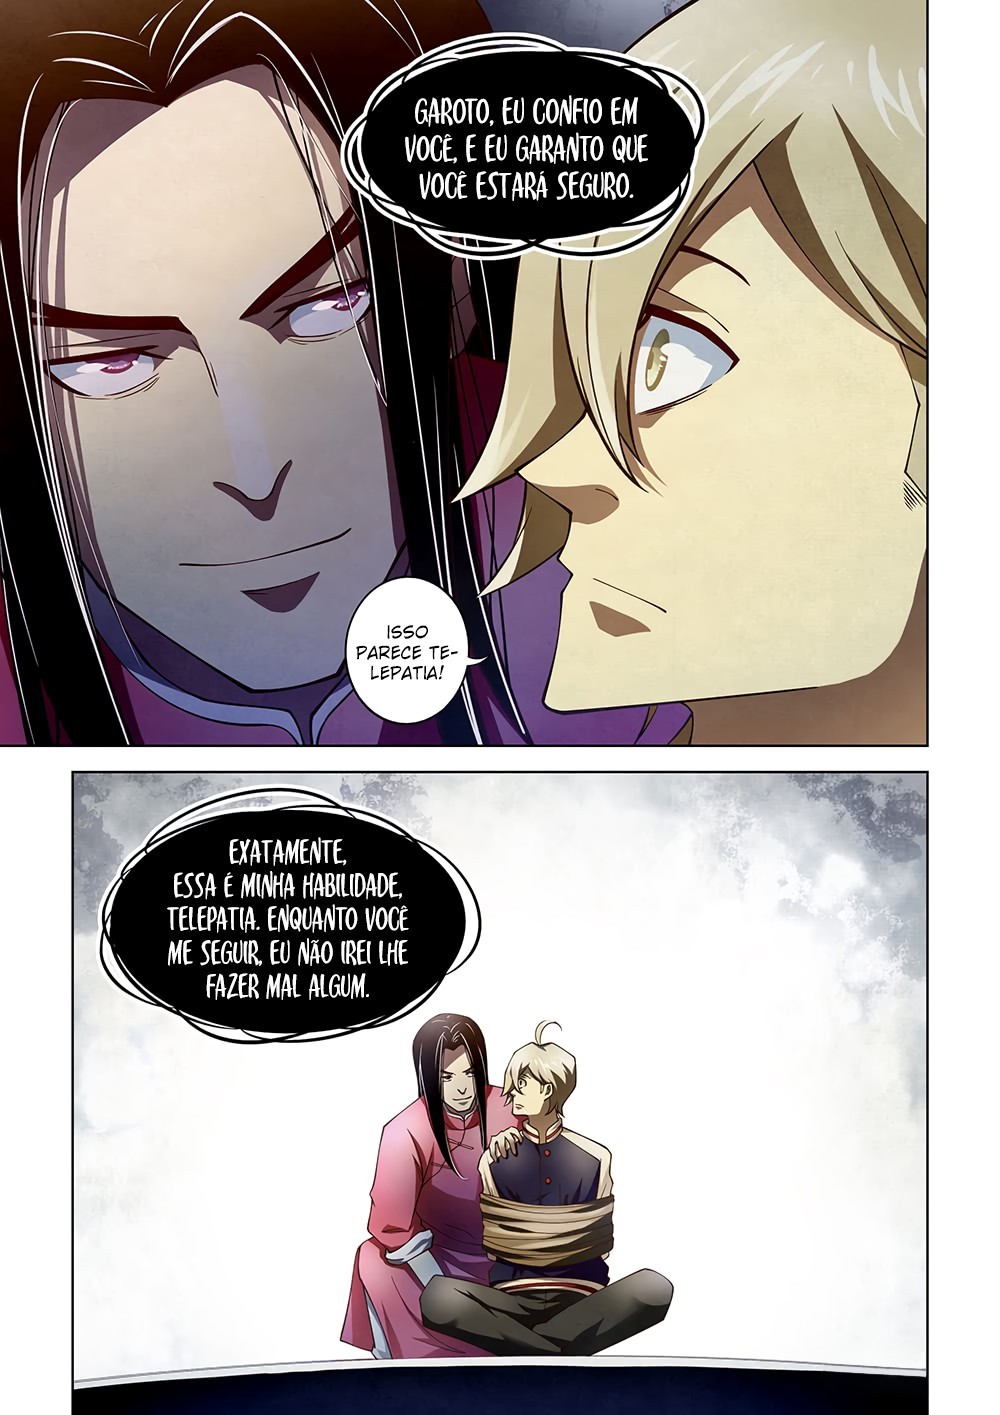 GAROTO, EU CONFIO EM
VOCÊ, E EU GARANTO QUE
VOCÊ ESTARÁ SEGURO.
ISSO
PARECE TE-
LEPATIA!
EXATAMENTE,
ESSA É MINHA HABILIDADE,
TELEPATIA. ENQUANTO VOCÊ
ME SEGUIR, EU NÃO IREI LHE
FAZER MAL ALGUM.